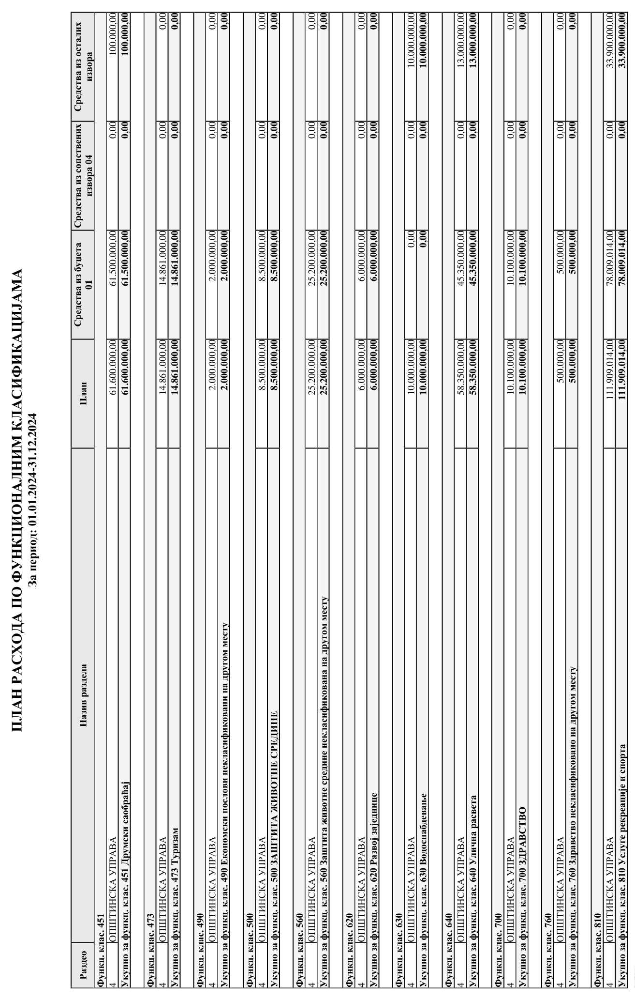 ПЛАН РАСХОДА ПО ФУНКЦИОНАЛНИМ КЛАСИФИКАЦИЈАМА
За период: 01.01.2024-31.12.2024
Раздео Назив раздела План Средства из буџета 01 Средства из сопствених извора 04 Средства из осталих извора
Функц. клас. 451
4 ОПШТИНСКА УПРАВА 61.600.000,00 61.500.000,00 0,00 100.000,00
Укупно за функц. клас. 451 Друмски саобраћај 61.600.000,00 61.500.000,00 0,00 100.000,00
Функц. клас. 473
4 ОПШТИНСКА УПРАВА 14.861.000,00 14.861.000,00 0,00 0,00
Укупно за функц. клас. 473 Туризам 14.861.000,00 14.861.000,00 0,00 0,00
Функц. клас. 490
4 ОПШТИНСКА УПРАВА 2.000.000,00 2.000.000,00 0,00 0,00
Укупно за функц. клас. 490 Економски послови некласификовани на другом месту 2.000.000,00 2.000.000,00 0,00 0,00
Функц. клас. 500
4 ОПШТИНСКА УПРАВА 8.500.000,00 8.500.000,00 0,00 0,00
Укупно за функц. клас. 500 ЗАШТИТА ЖИВОТНЕ СРЕДИНЕ 8.500.000,00 8.500.000,00 0,00 0,00
Функц. клас. 560
4 ОПШТИНСКА УПРАВА 25.200.000,00 25.200.000,00 0,00 0,00
Укупно за функц. клас. 560 Заштита животне средине некласификована на другом месту 25.200.000,00 25.200.000,00 0,00 0,00
Функц. клас. 620
4 ОПШТИНСКА УПРАВА 6.000.000,00 6.000.000,00 0,00 0,00
Укупно за функц. клас. 620 Развој заједнице 6.000.000,00 6.000.000,00 0,00 0,00
Функц. клас. 630
4 ОПШТИНСКА УПРАВА 10.000.000,00 0,00 0,00 10.000.000,00
Укупно за функц. клас. 630 Водоснабдевање 10.000.000,00 0,00 0,00 10.000.000,00
Функц. клас. 640
4 ОПШТИНСКА УПРАВА 58.350.000,00 45.350.000,00 0,00 13.000.000,00
Укупно за функц. клас. 640 Улична расвета 58.350.000,00 45.350.000,00 0,00 13.000.000,00
Функц. клас. 700
4 ОПШТИНСКА УПРАВА 10.100.000,00 10.100.000,00 0,00 0,00
Укупно за функц. клас. 700 ЗДРАВСТВО 10.100.000,00 10.100.000,00 0,00 0,00
Функц. клас. 760
4 ОПШТИНСКА УПРАВА 500.000,00 500.000,00 0,00 0,00
Укупно за функц. клас. 760 Здравство некласификовано на другом месту 500.000,00 500.000,00 0,00 0,00
Функц. клас. 810
4 ОПШТИНСКА УПРАВА 111.909.014,00 78.009.014,00 0,00 33.900.000,00
Укупно за функц. клас. 810 Услуге рекреације и спорта 111.909.014,00 78.009.014,00 0,00 33.900.000,00